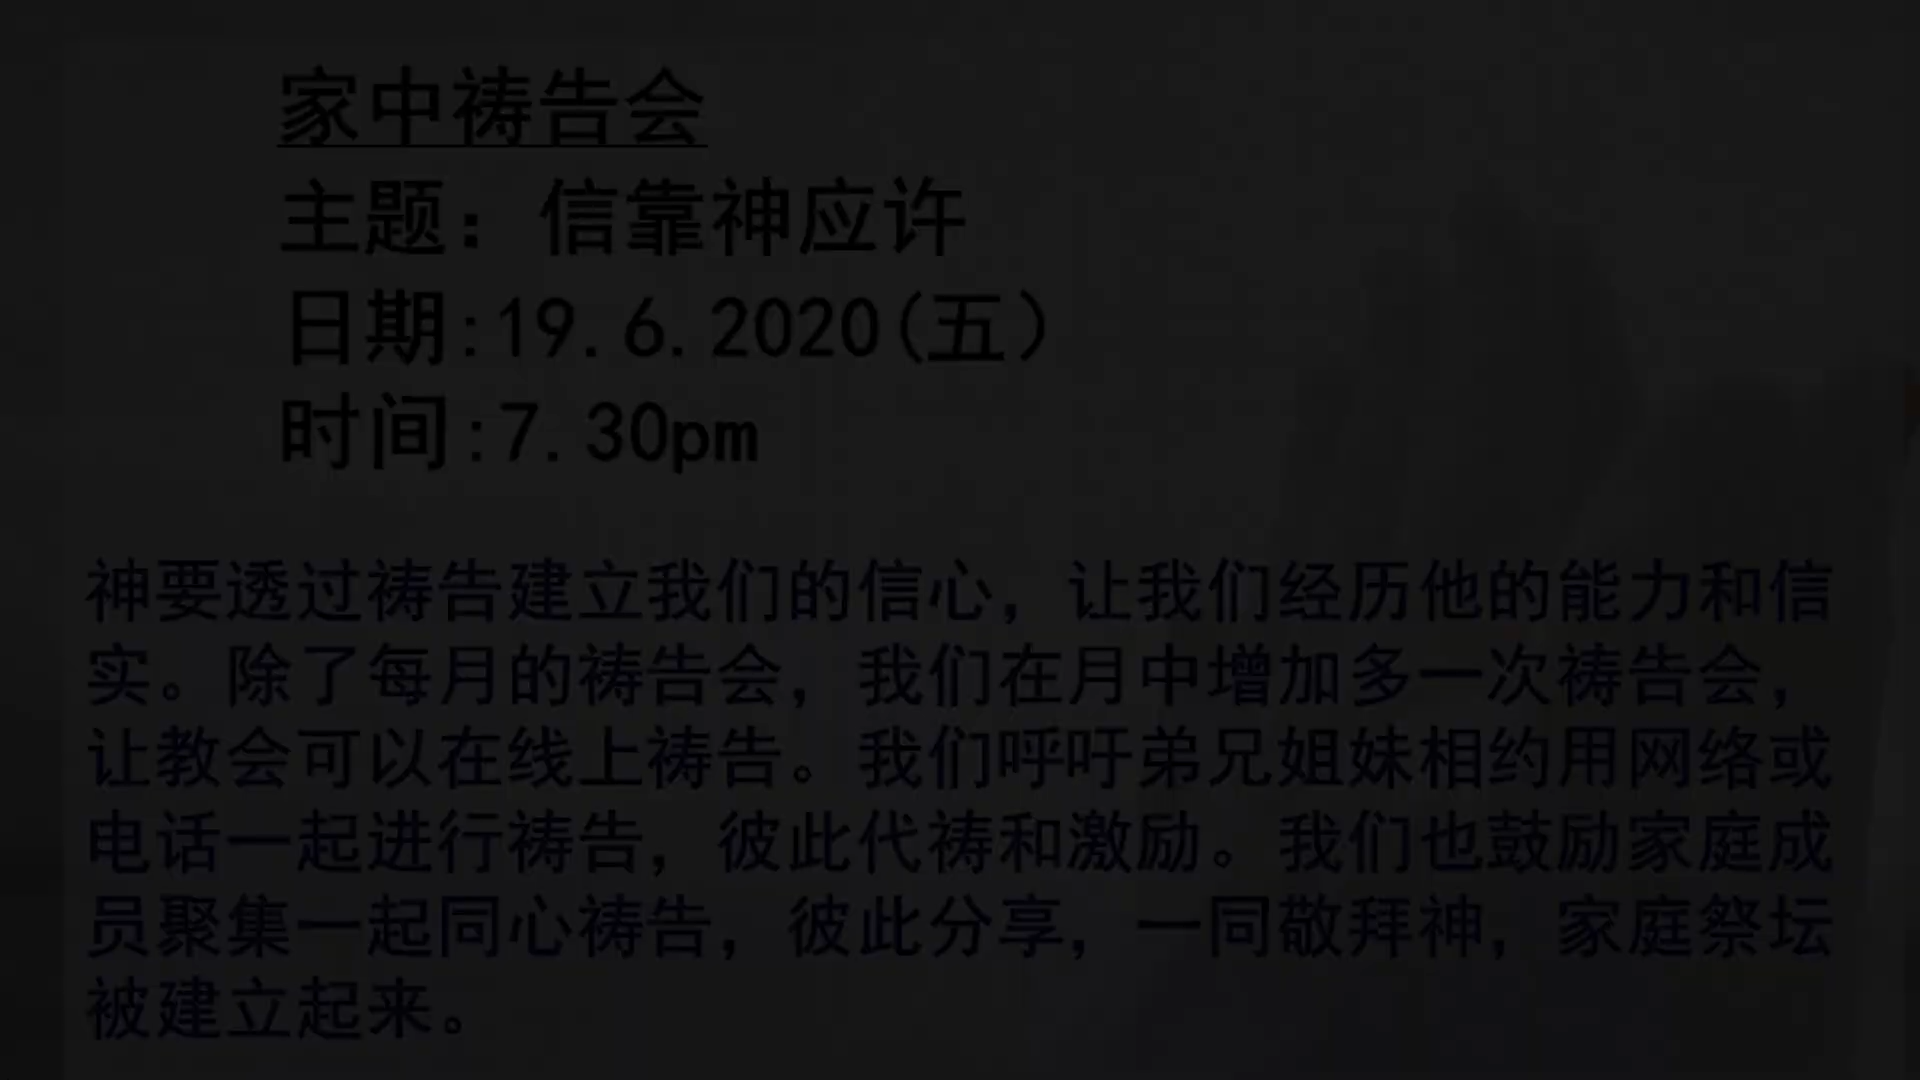 家中祷告会
主题：信靠神应许
日期:19.6.2020(五）
时间:7.30pm
神要透过祷告建立我们的信心，让我们经历他的能力和信
实。除了每月的祷告会，我们在月中增加多一次祷告会，
让教会可以在线上祷告。我们呼吁弟兄姐妹相约用网络或
电话一起进行祷告，彼此代祷和激励。我们也鼓励家庭成
员聚集一起同心祷告，彼此分享，一同敬拜神，家庭祭坛
被建立起来。